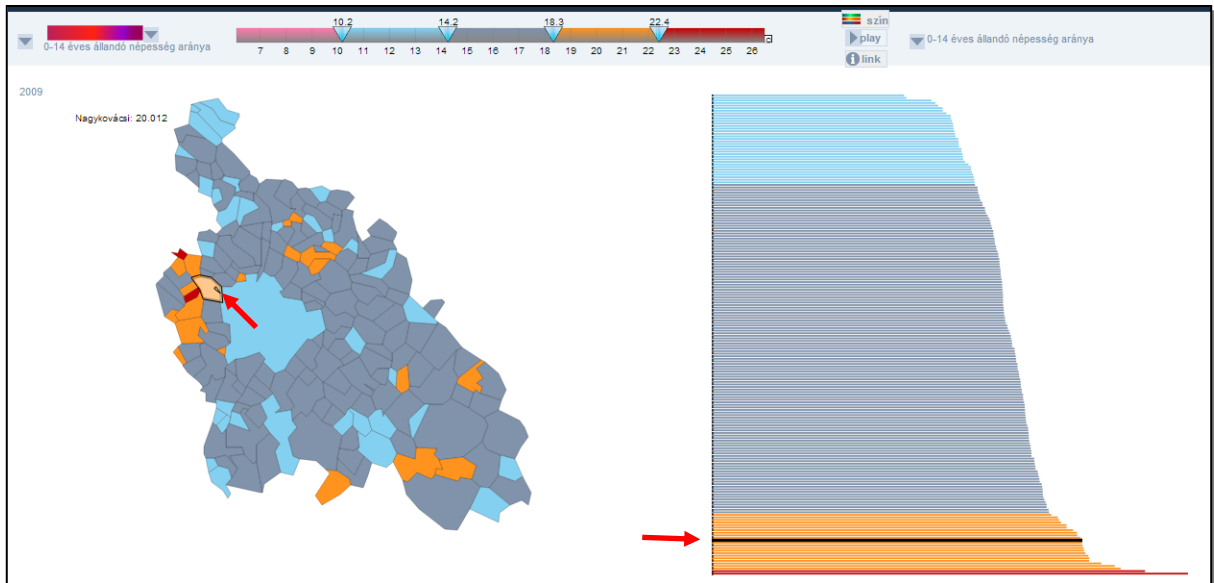 10.2 14.2 18.3 22.4
szín
0-14 éves állandó népesség aránya
7 8 9 10 11 12 13 14 15 16 17 18 19 20 21 22 23 24 25 26
play
0-14 éves állandó népesség aránya
link
2009
Nagykovácsi: 20.012